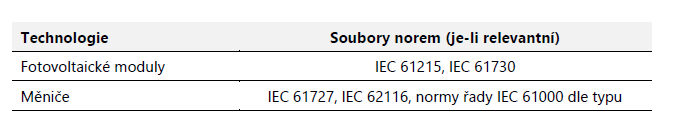 Technologie Soubory norem (je-li relevantní)
Fotovoltaické moduly IEC 61215, IEC 61730
Měniče IEC 61727, IEC 62116, normy řady IEC 61000 dle typu